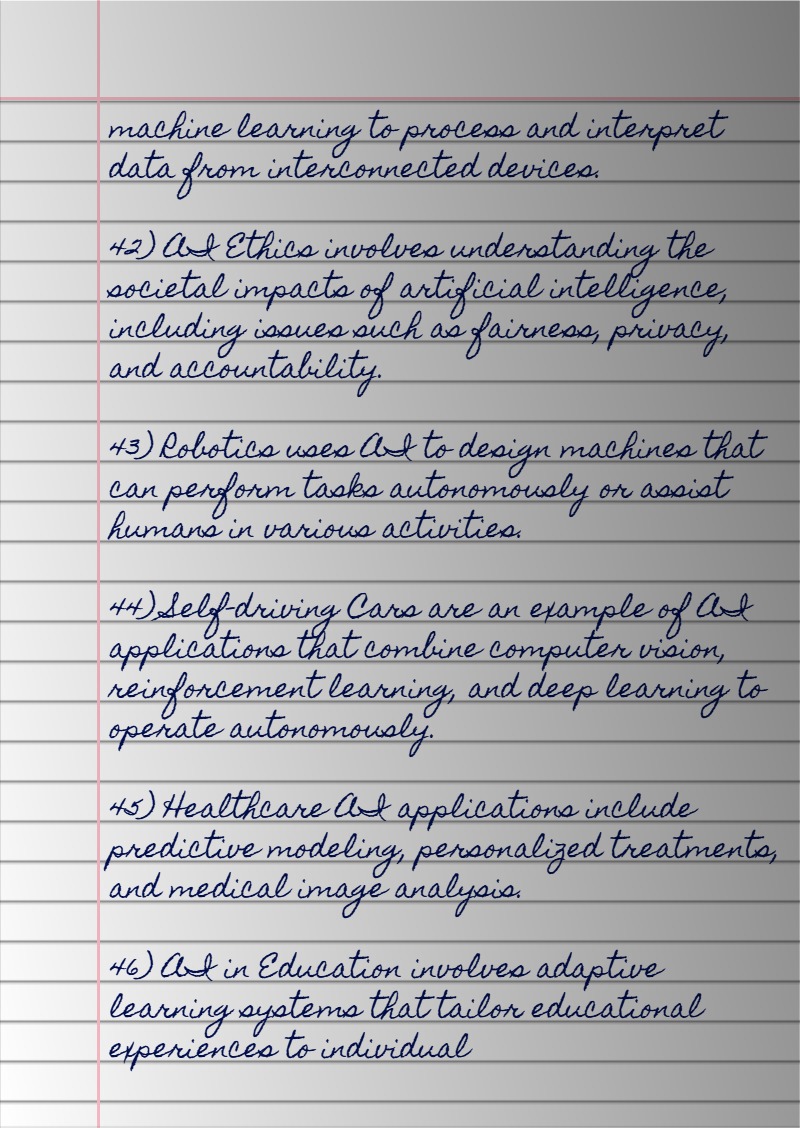 machine learning to process and interpret
data from interconnected devices.
42) AI Ethics involves understanding the
societal impacts of artificial intelligence,
including issues such as fairness, privacy,
and accountability.
43) Robotics uses AI to design machines that
can perform tasks autonomously or assist
humans in various activities.
44) Self-driving Cars are an example of AI
applications that combine computer vision,
reinforcement learning, and deep learning to
operate autonomously.
45) Healthcare AI applications include
predictive modeling, personalized treatments,
and medical image analysis.
46) AI in Education involves adaptive
learning systems that tailor educational
experiences to individual